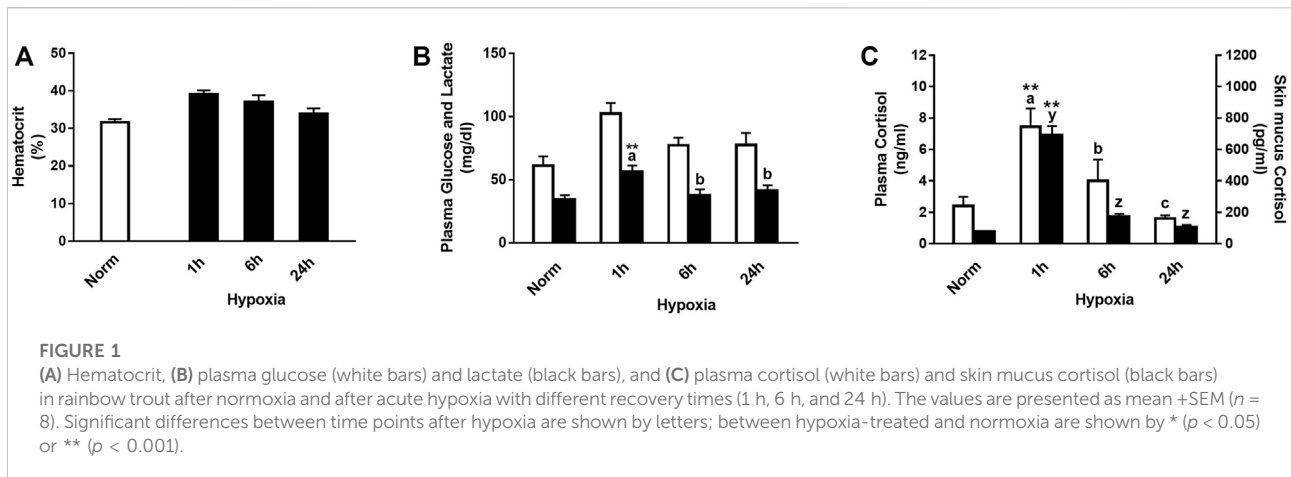 A
Hematocrit
(%)
50
40
30
20
10
0
Norm
1h
6h
24h
Hypoxia
B
Plasma Glucose and Lactate
(mg/dl)
150
100
50
0
**
a
b
b
Norm
1h
6h
24h
Hypoxia
C
Plasma Cortisol
(ng/ml)
12
10
8
6
4
2
0
**
a
**
y
b
z
c
z
1200
1000
800
600
400
200
0
Skin mucus Cortisol
(pg/ml)
Norm
1h
6h
24h
Hypoxia
FIGURE 1
(A) Hematocrit, (B) plasma glucose (white bars) and lactate (black bars), and (C) plasma cortisol (white bars) and skin mucus cortisol (black bars)
in rainbow trout after normoxia and after acute hypoxia with different recovery times (1 h, 6 h, and 24 h). The values are presented as mean +SEM (n =
8). Significant differences between time points after hypoxia are shown by letters; between hypoxia-treated and normoxia are shown by * (p < 0.05)
or ** (p < 0.001).